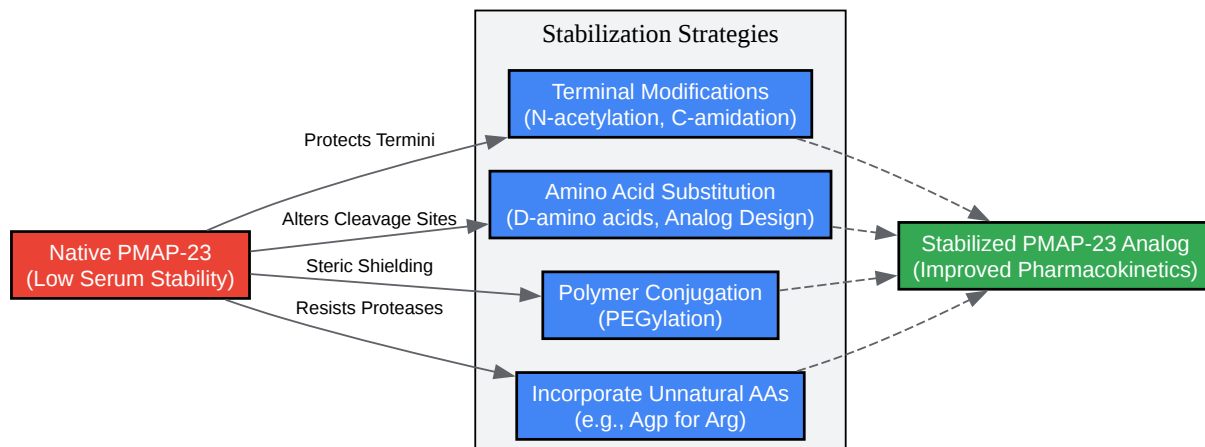 Stabilization Strategies
Terminal Modifications
(N-acetylation, C-amidation)
Protects Termini
Amino Acid Substitution
(D-amino acids, Analog Design)
Alters Cleavage Sites
Native PMAP-23
(Low Serum Stability)
Stabilized PMAP-23 Analog
(Improved Pharmacokinetics)
Steric Shielding
Polymer Conjugation
(PEGylation)
Resists Proteases
Incorporate Unnatural AAs
(e.g., Agp for Arg)